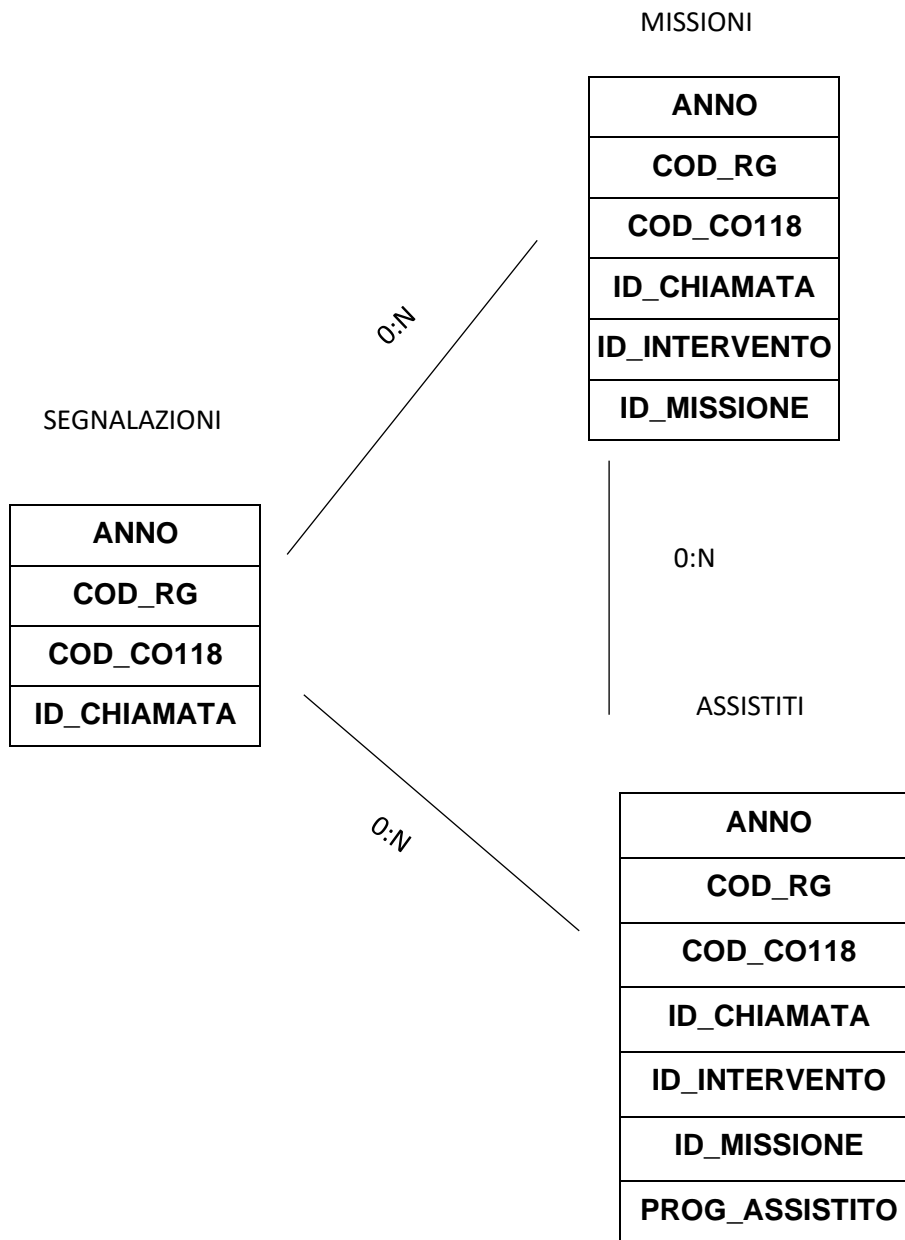 MISSIONI
ANNO
COD_RG
COD_CO118
ID_CHIAMATA
ID_INTERVENTO
ID_MISSIONE
0:N
SEGNALAZIONI
ANNO
COD_RG
COD_CO118
ID_CHIAMATA
0:N
0:N
ASSISTITI
ANNO
COD_RG
COD_CO118
ID_CHIAMATA
ID_INTERVENTO
ID_MISSIONE
PROG_ASSISTITO